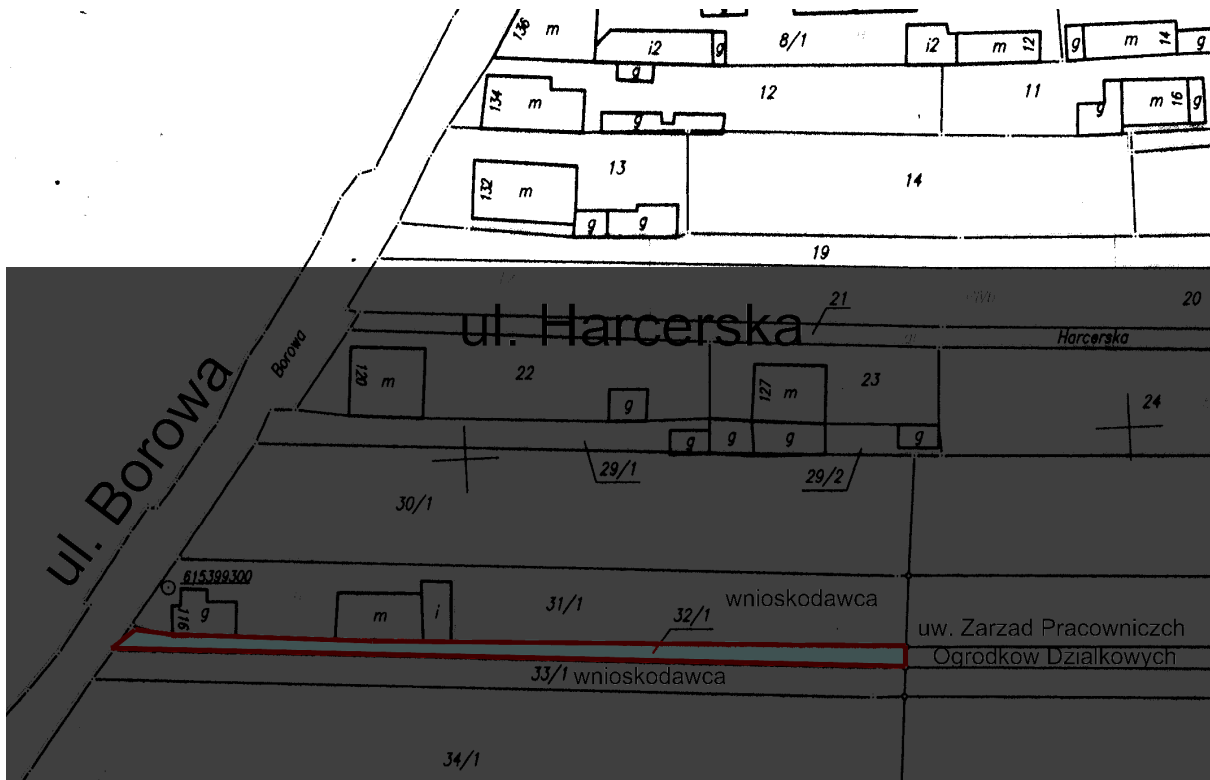 136
m
i2
g
8/1
i2
m
12
g
m
14
g
g
134
m
12
11
g
m
16
g
g
132
m
13
14
g
g
19
ul. Harcerska
21
20
Harcerska
ul. Borowa
Borowa
120
m
22
g
127
m
23
24
g
g
g
g
29/1
29/2
30/1
615399300
116
g
m
i
31/1
wnioskodawca
32/1
uw. Zarzad Pracowniczch
Ogrodkow Dzialkowych
33/1
wnioskodawca
34/1